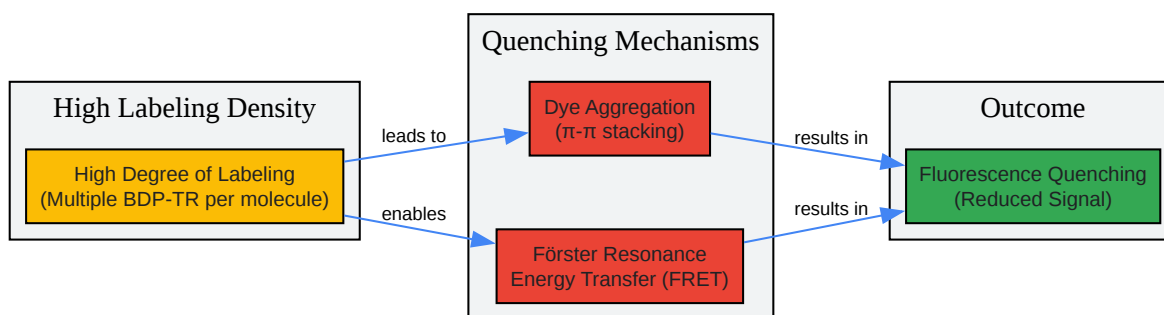 High Labeling Density
High Degree of Labeling
(Multiple BDP-TR per molecule)
leads to
enables
Quenching Mechanisms
Dye Aggregation
(π-π stacking)
Förster Resonance
Energy Transfer (FRET)
results in
results in
Outcome
Fluorescence Quenching
(Reduced Signal)